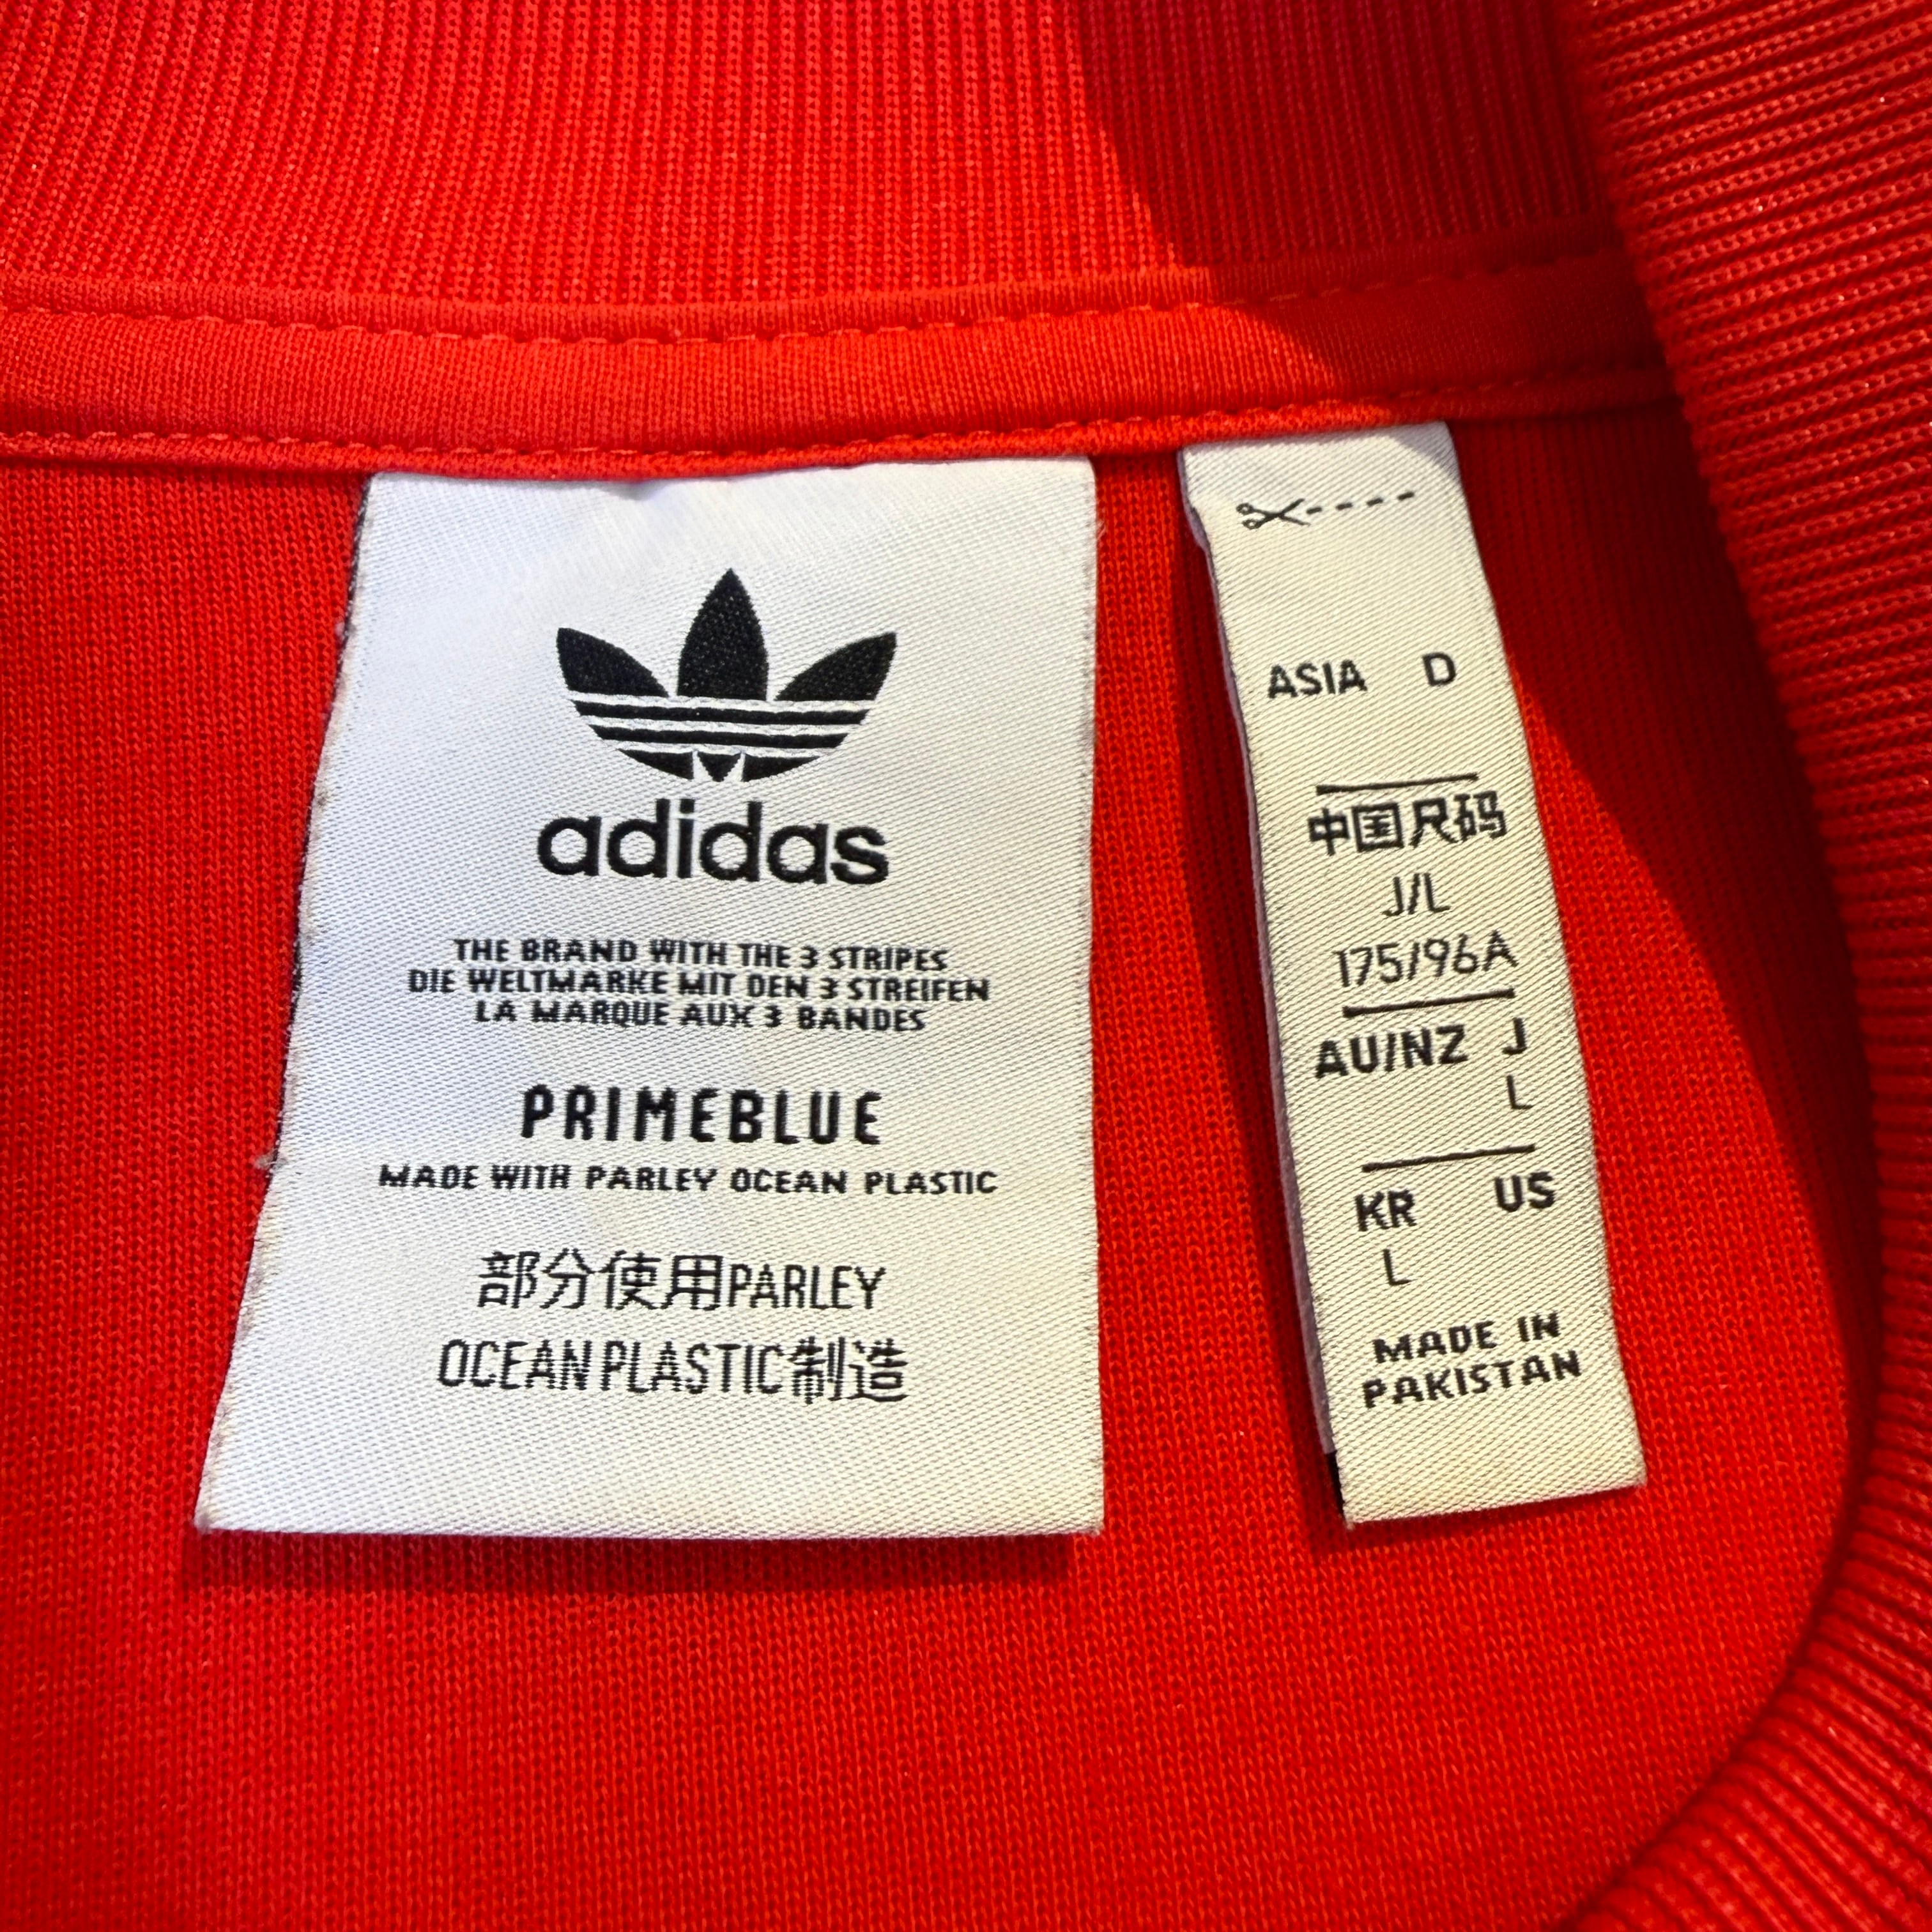 adidas
THE BRAND WITH THE 3 STRIPES
DIE WELTMARKE MIT DEN 3 STREIFEN
LA MARQUE AUX 3 BANDES
PRIMEBLUE
MADE WITH PARLEY OCEAN PLASTIC
部分使用PARLEY
OCEAN PLASTIC制造
ASIA D
中国尺码
J/L
175/96A
AU/NZ J
L
KR US
L
MADE IN
PAKISTAN